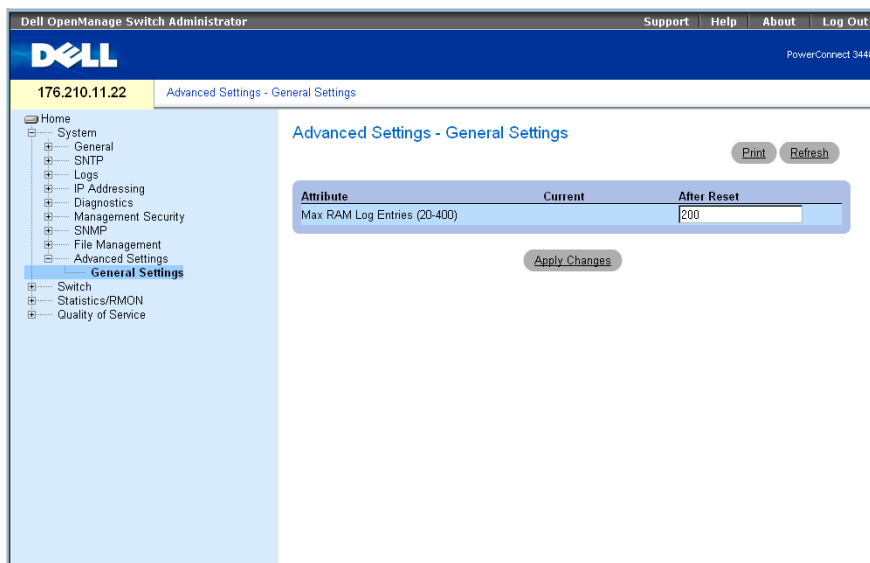 Dell OpenManage Switch Administrator Support Help About Log Out
DELL
PowerConnect 3448
176.210.11.22 Advanced Settings - General Settings
Home
System
General
SNTP
Logs
IP Addressing
Diagnostics
Management Security
SNMP
File Management
Advanced Settings
General Settings
Switch
Statistics/RMON
Quality of Service
Advanced Settings - General Settings
Print Refresh
Attribute Current After Reset
Max RAM Log Entries (20-400) 200
Apply Changes